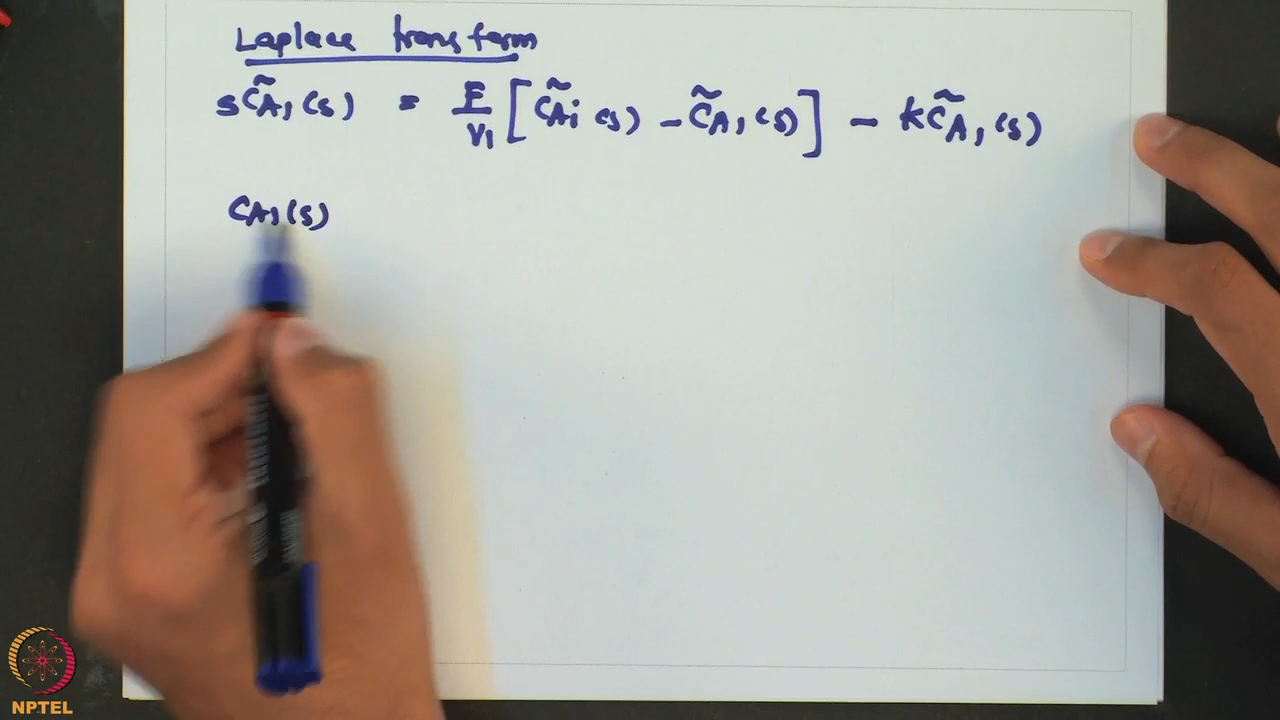 Laplace transform
sC̃A1(s) = F/V1 [C̃Ai(s) - C̃A1(s)] - kC̃A1(s)
CA1(s)
NPTEL